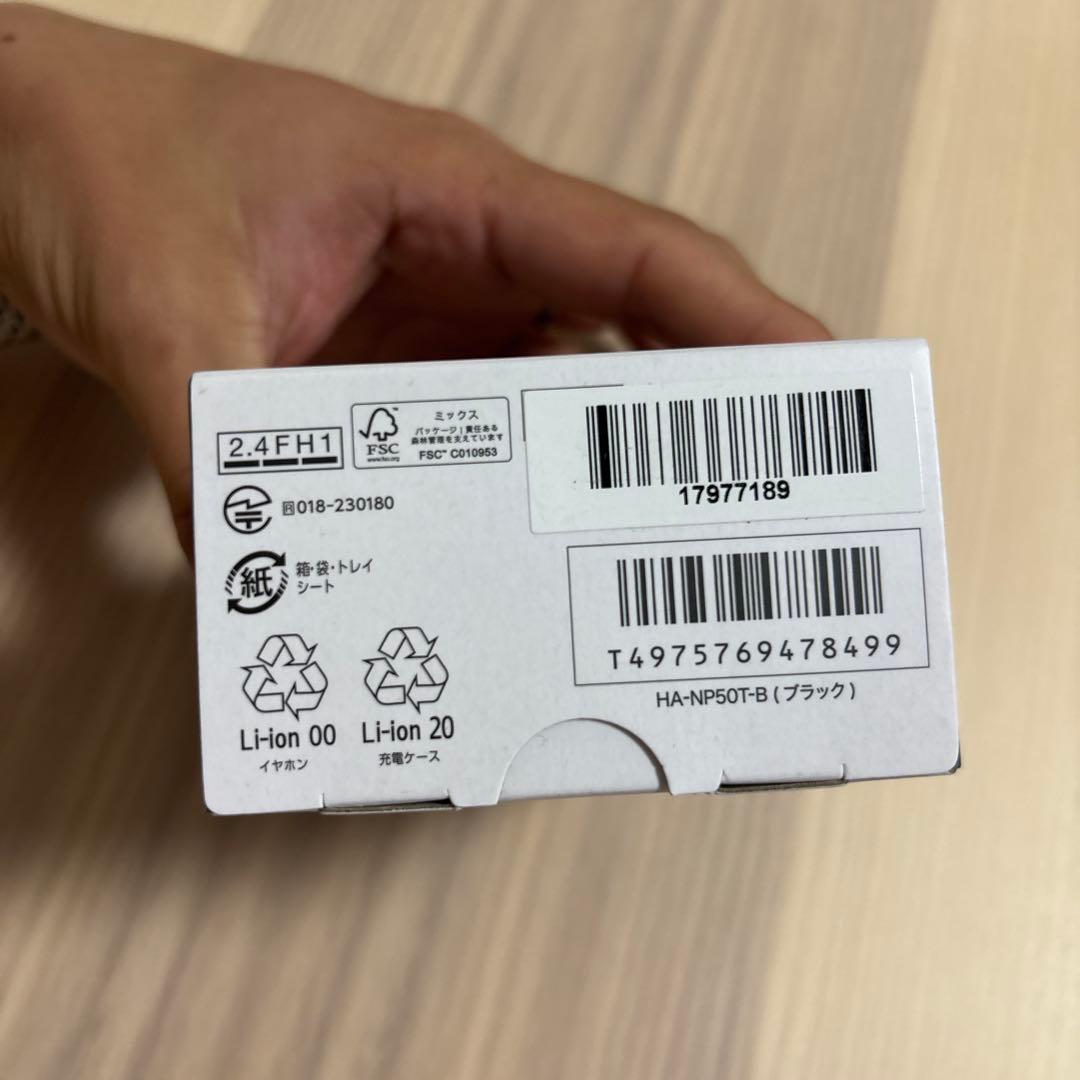 2.4FH1
FSC™
www.fsc.org
ミックス
パッケージ | 責任ある
森林管理を支えています
FSC™ C010953
17977189
R 018-230180
紙
箱・袋・トレイ
シート
T4975769478499
HA-NP50T-B (ブラック)
Li-ion 00
イヤホン
Li-ion 20
充電ケース